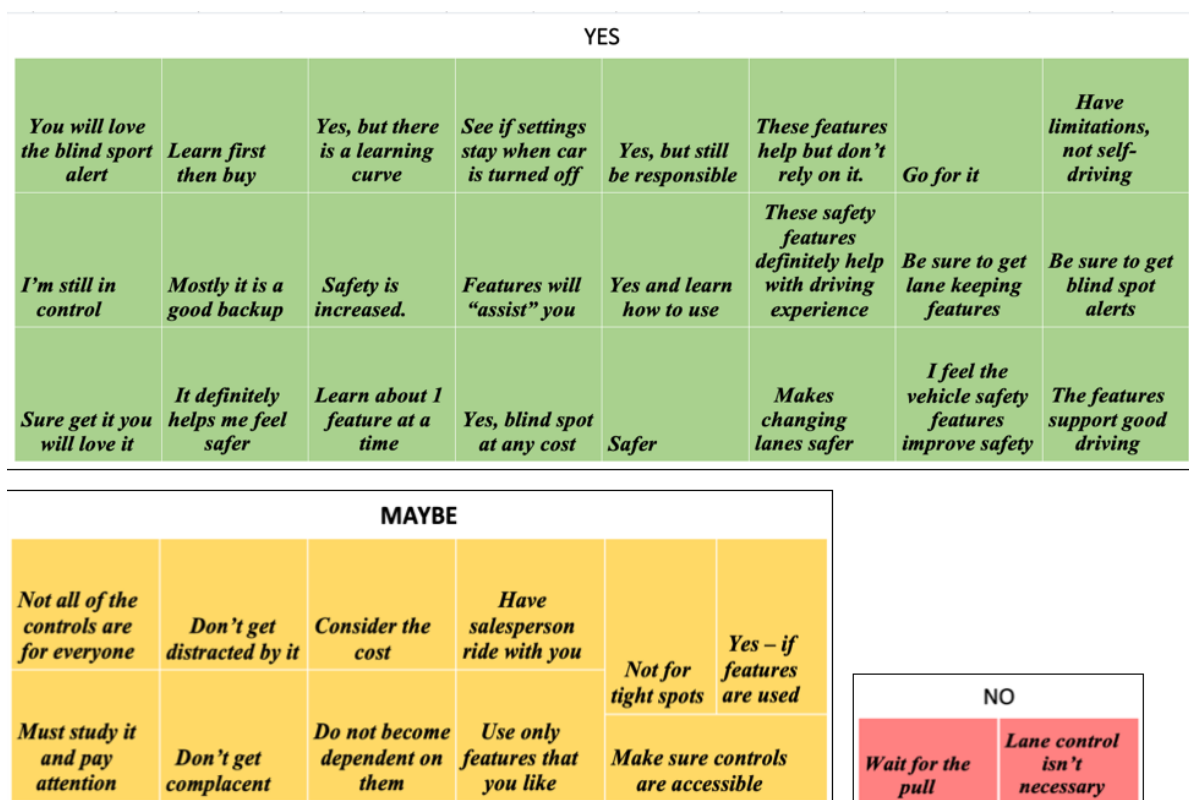 YES
You will love
the blind sport
alert
Learn first
then buy
Yes, but there
is a learning
curve
See if settings
stay when car
is turned off
Yes, but still
be responsible
These features
help but don't
rely on it.
Go for it
Have
limitations,
not self-
driving
I'm still in
control
Mostly it is a
good backup
Safety is
increased.
Features will
“assist” you
Yes and learn
how to use
These safety
features
definitely help
with driving
experience
Be sure to get
lane keeping
features
Be sure to get
blind spot
alerts
Sure get it you
will love it
It definitely
helps me feel
safer
Learn about 1
feature at a
time
Yes, blind spot
at any cost
Safer
Makes
changing
lanes safer
I feel the
vehicle safety
features
improve safety
The features
support good
driving
MAYBE
Not all of the
controls are
for everyone
Don't get
distracted by it
Consider the
cost
Have
salesperson
ride with you
Not for
tight spots
Yes – if
features
are used
Must study it
and pay
attention
Don't get
complacent
Do not become
dependent on
them
Use only
features that
you like
Make sure controls
are accessible
NO
Wait for the
pull
Lane control
isn't
necessary